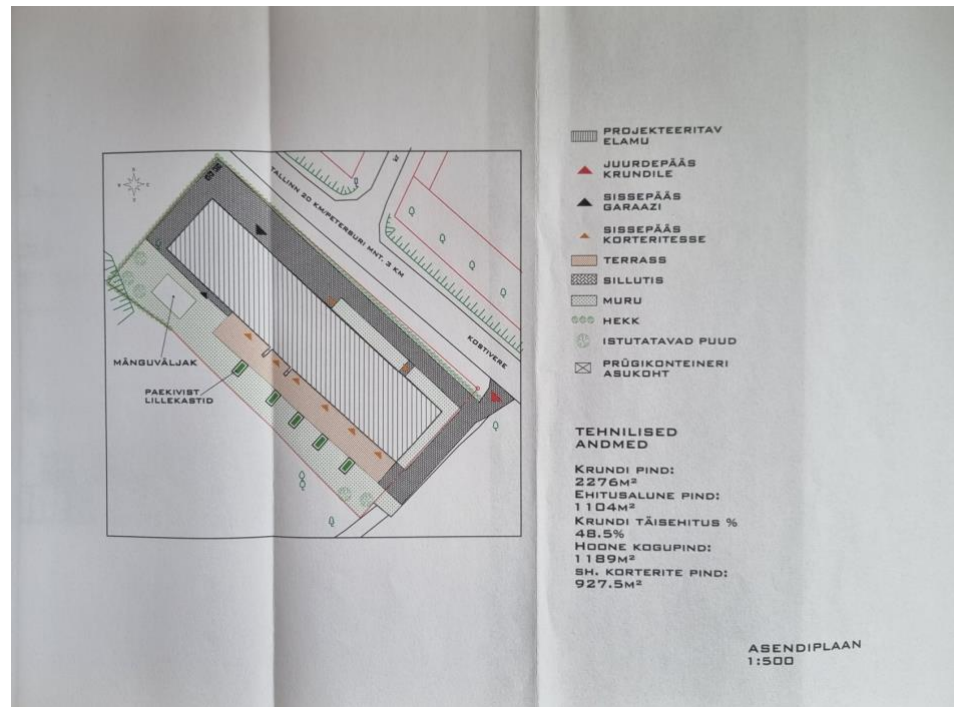 TALLINN 20 KM/PETERBURI MNT. 3 KM
KOSTIVERE
MÄNGUVÄLJAK
PAEKIVIST
LILLEKASTID
PROJEKTEERITAV
ELAMU
JUURDEPÄÄS
KRUNDILE
SISSEPÄÄS
GARAAZI
SISSEPÄÄS
KORTERITESSE
TERRASS
SILLUTIS
MURU
HEKK
ISTUTATAVAD PUUD
PRÜGIKONTEINERI
ASUKOHT
TEHNILISED
ANDMED
KRUNDI PIND:
2276M²
EHITUSALUNE PIND:
1104M²
KRUNDI TÄISEHITUS %
48.5%
HOONE KOGUPIND:
1189M²
SH. KORTERITE PIND:
927.5M²
ASENDIPLAAN
1:500